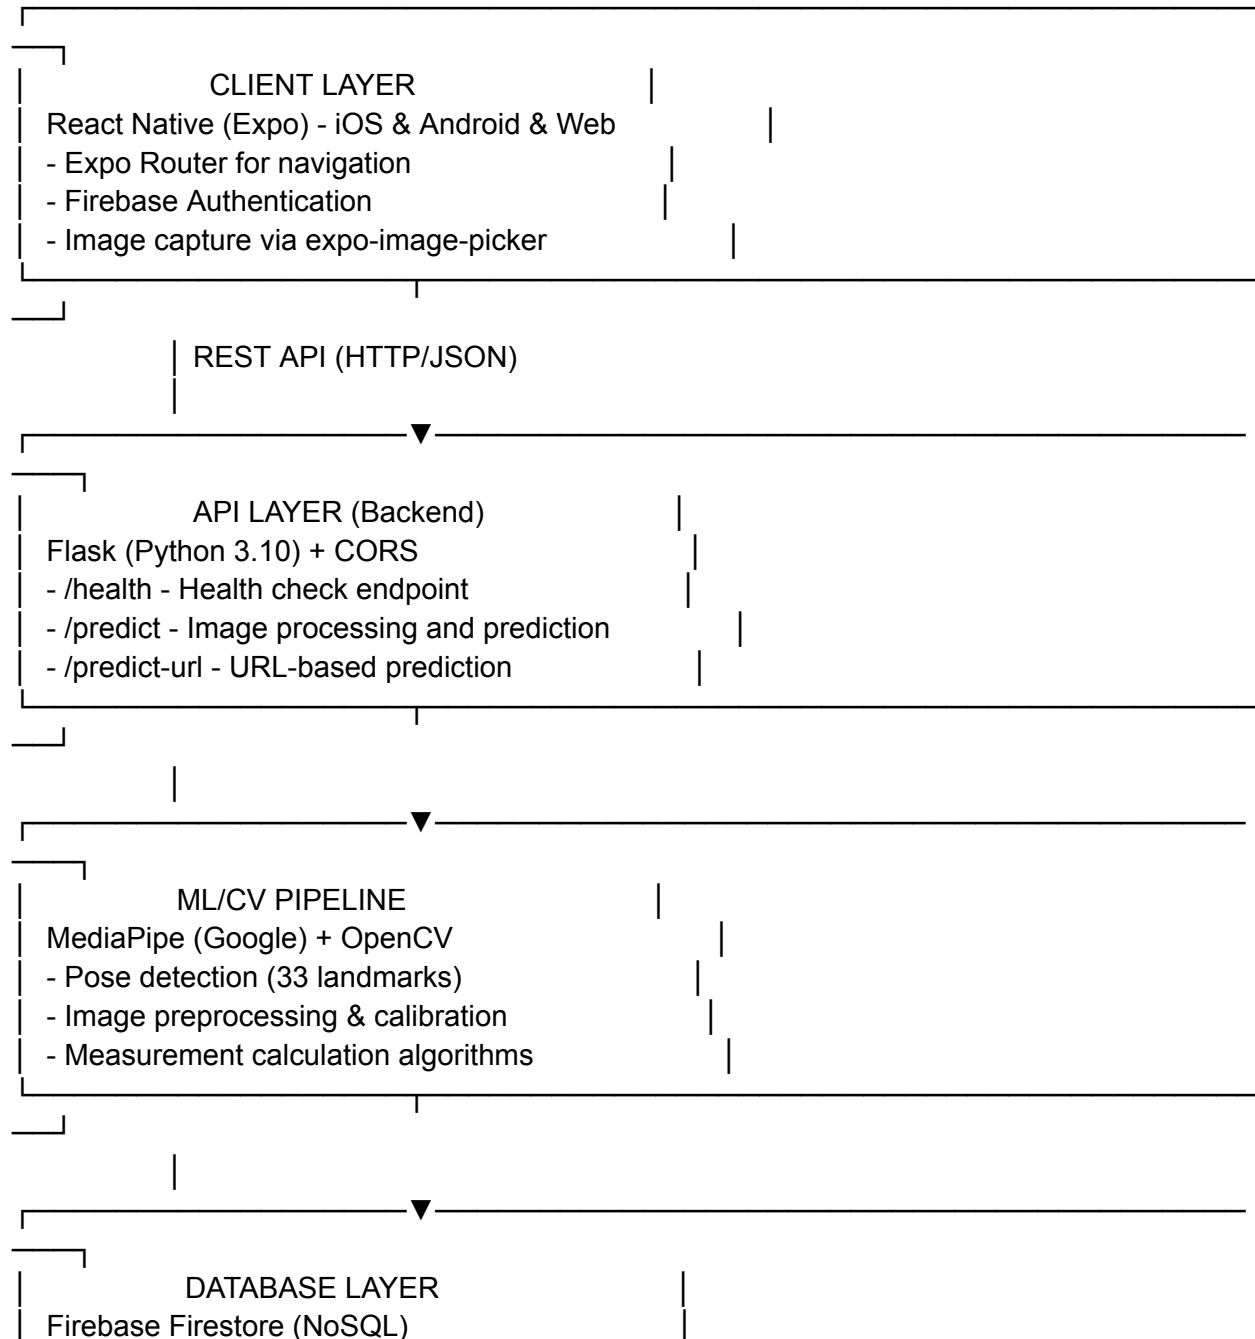 CLIENT LAYER
React Native (Expo) - iOS & Android & Web
- Expo Router for navigation
- Firebase Authentication
- Image capture via expo-image-picker
REST API (HTTP/JSON)
▼
API LAYER (Backend)
Flask (Python 3.10) + CORS
- /health - Health check endpoint
- /predict - Image processing and prediction
- /predict-url - URL-based prediction
▼
ML/CV PIPELINE
MediaPipe (Google) + OpenCV
- Pose detection (33 landmarks)
- Image preprocessing & calibration
- Measurement calculation algorithms
▼
DATABASE LAYER
Firebase Firestore (NoSQL)